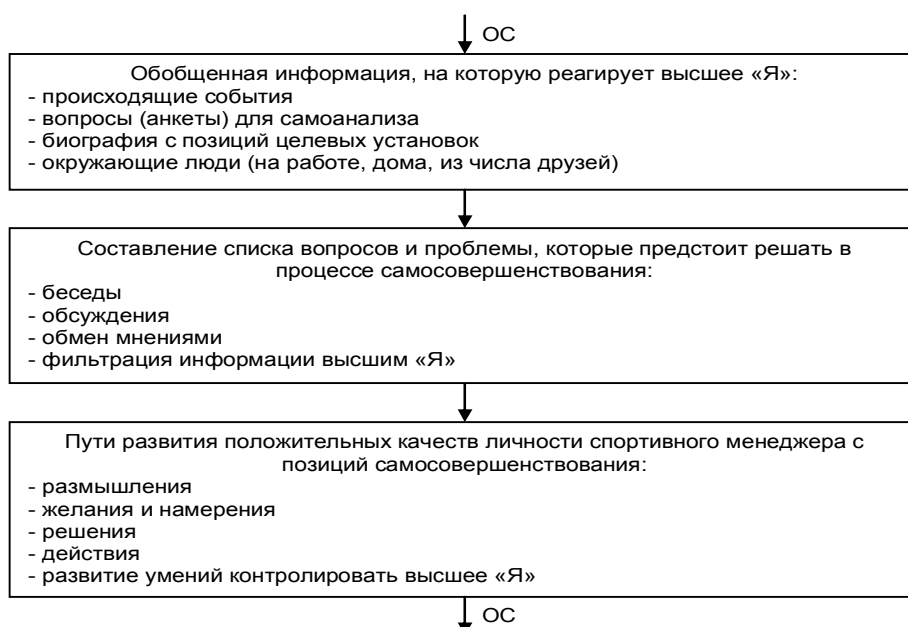 ОС
Обобщенная информация, на которую реагирует высшее «Я»:
- происходящие события
- вопросы (анкеты) для самоанализа
- биография с позиций целевых установок
- окружающие люди (на работе, дома, из числа друзей)
Составление списка вопросов и проблемы, которые предстоит решать в
процессе самосовершенствования:
- беседы
- обсуждения
- обмен мнениями
- фильтрация информации высшим «Я»
Пути развития положительных качеств личности спортивного менеджера с
позиций самосовершенствования:
- размышления
- желания и намерения
- решения
- действия
- развитие умений контролировать высшее «Я»
ОС